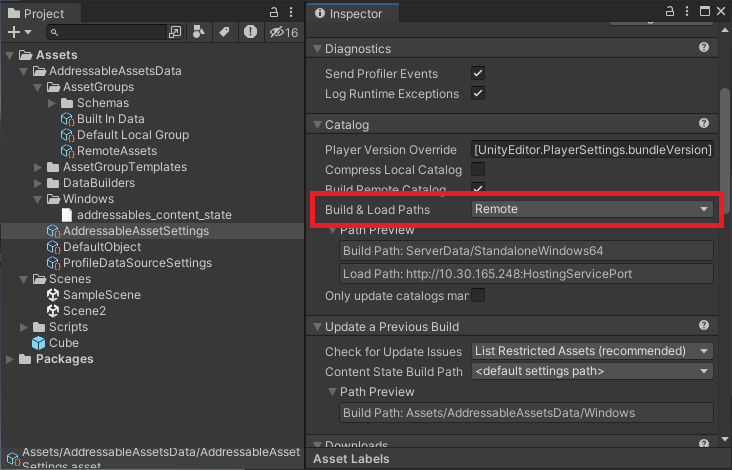 Project
16
Assets
AddressableAssetsData
AssetGroups
Schemas
Built In Data
Default Local Group
RemoteAssets
AssetGroupTemplates
DataBuilders
Windows
addressables_content_state
AddressableAssetSettings
DefaultObject
ProfileDataSourceSettings
Scenes
SampleScene
Scene2
Scripts
Cube
Packages
Assets/AddressableAssetsData/AddressableAsset
Settings.asset
Inspector
Diagnostics
Send Profiler Events
Log Runtime Exceptions
Catalog
Player Version Override [UnityEditor.PlayerSettings.bundleVersion]
Compress Local Catalog
Build Remote Catalog
Build & Load Paths Remote
Path Preview
Build Path: ServerData/StandaloneWindows64
Load Path: http://10.30.165.248:HostingServicePort
Only update catalogs mar
Update a Previous Build
Check for Update Issues List Restricted Assets (recommended)
Content State Build Path <default settings path>
Path Preview
Build Path: Assets/AddressableAssetsData/Windows
Downloads
Asset Labels